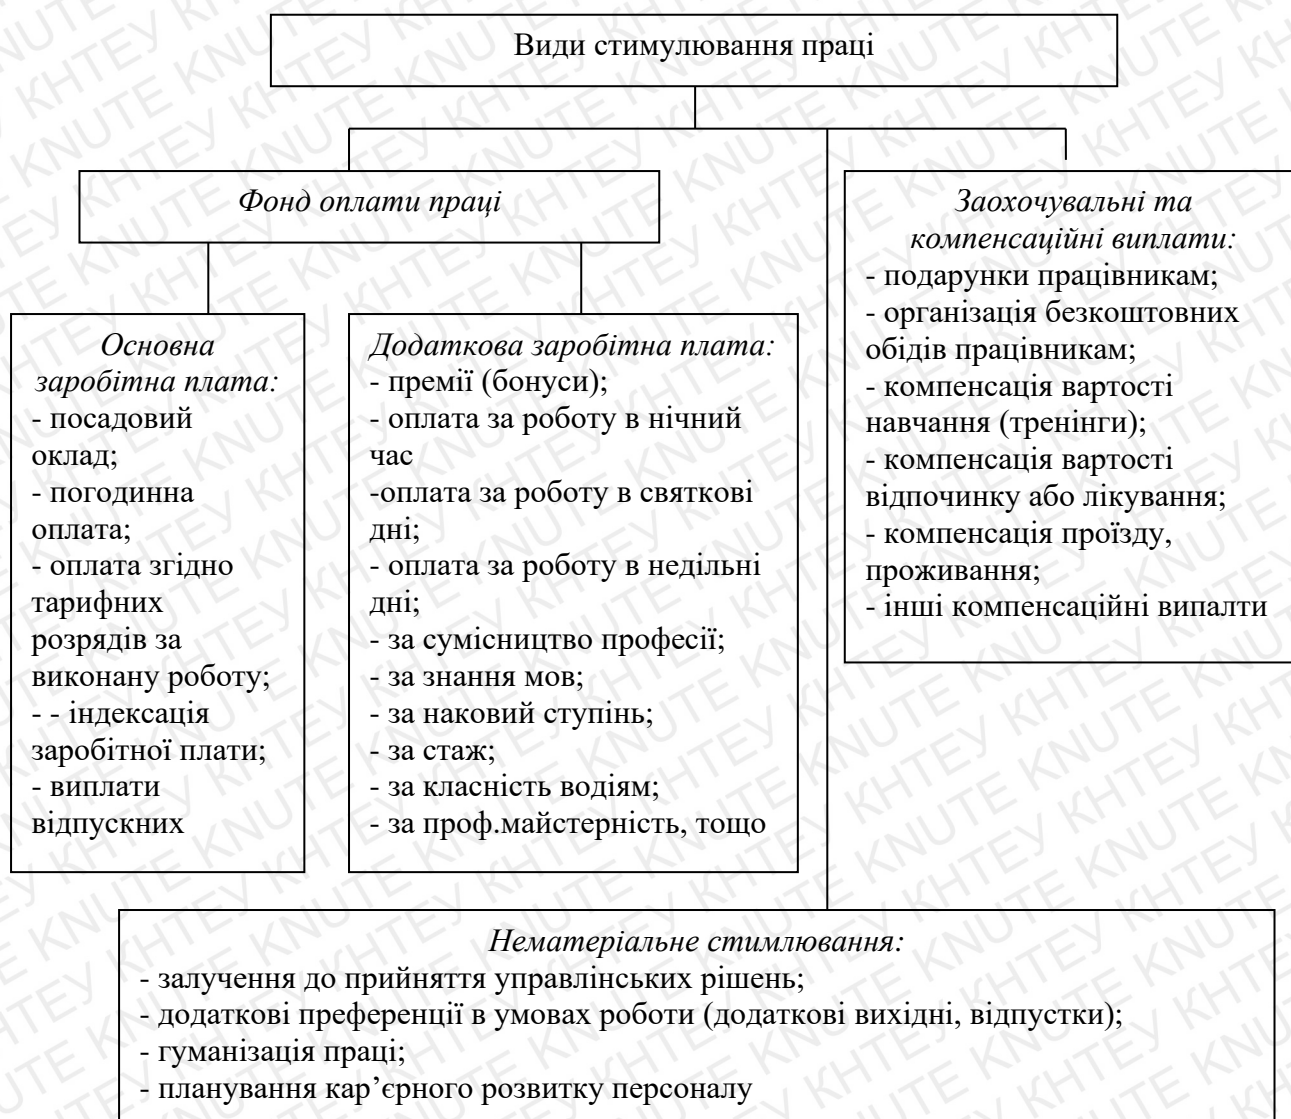 Види стимулювання праці
Фонд оплати праці
Заохочувальні та
компенсаційні виплати:
- подарунки працівникам;
- організація безкоштовних
обідів працівникам;
- компенсація вартості
навчання (тренінги);
- компенсація вартості
відпочинку або лікування;
- компенсація проїзду,
проживання;
- інші компенсаційні випалти
Основна
заробітна плата:
- посадовий
оклад;
- погодинна
оплата;
- оплата згідно
тарифних
розрядів за
виконану роботу;
- - індексація
заробітної плати;
- виплати
відпускних
Додаткова заробітна плата:
- премії (бонуси);
- оплата за роботу в нічний
час
-оплата за роботу в святкові
дні;
- оплата за роботу в недільні
дні;
- за сумісництво професії;
- за знання мов;
- за наковий ступінь;
- за стаж;
- за класність водіям;
- за проф.майстерність, тощо
Нематеріальне стимлювання:
- залучення до прийняття управлінських рішень;
- додаткові преференції в умовах роботи (додаткові вихідні, відпустки);
- гуманізація праці;
- планування кар’єрного розвитку персоналу